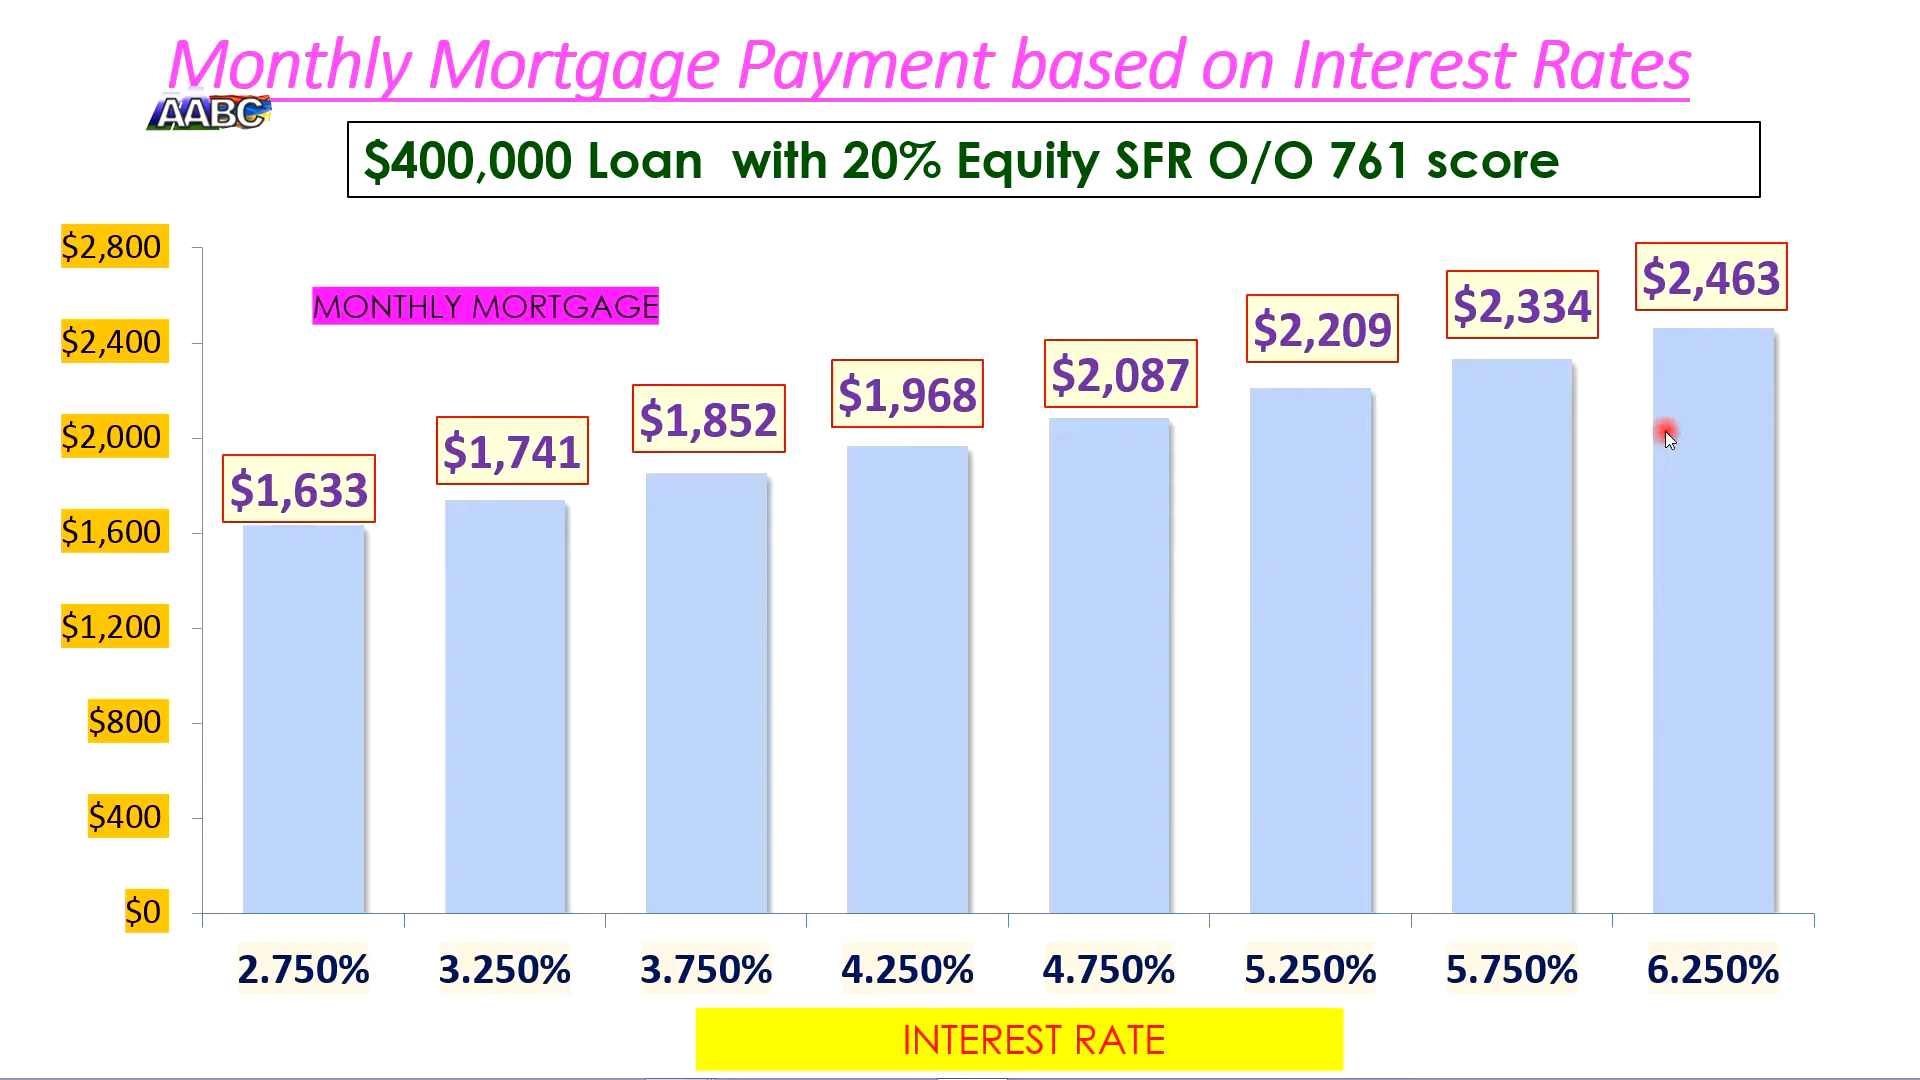 Monthly Mortgage Payment based on Interest Rates
AABC
$400,000 Loan with 20% Equity SFR O/O 761 score
$2,800
$2,400
$2,000
$1,600
$1,200
$800
$400
$0
MONTHLY MORTGAGE
$1,633
$1,741
$1,852
$1,968
$2,087
$2,209
$2,334
$2,463
2.750% 3.250% 3.750% 4.250% 4.750% 5.250% 5.750% 6.250%
INTEREST RATE